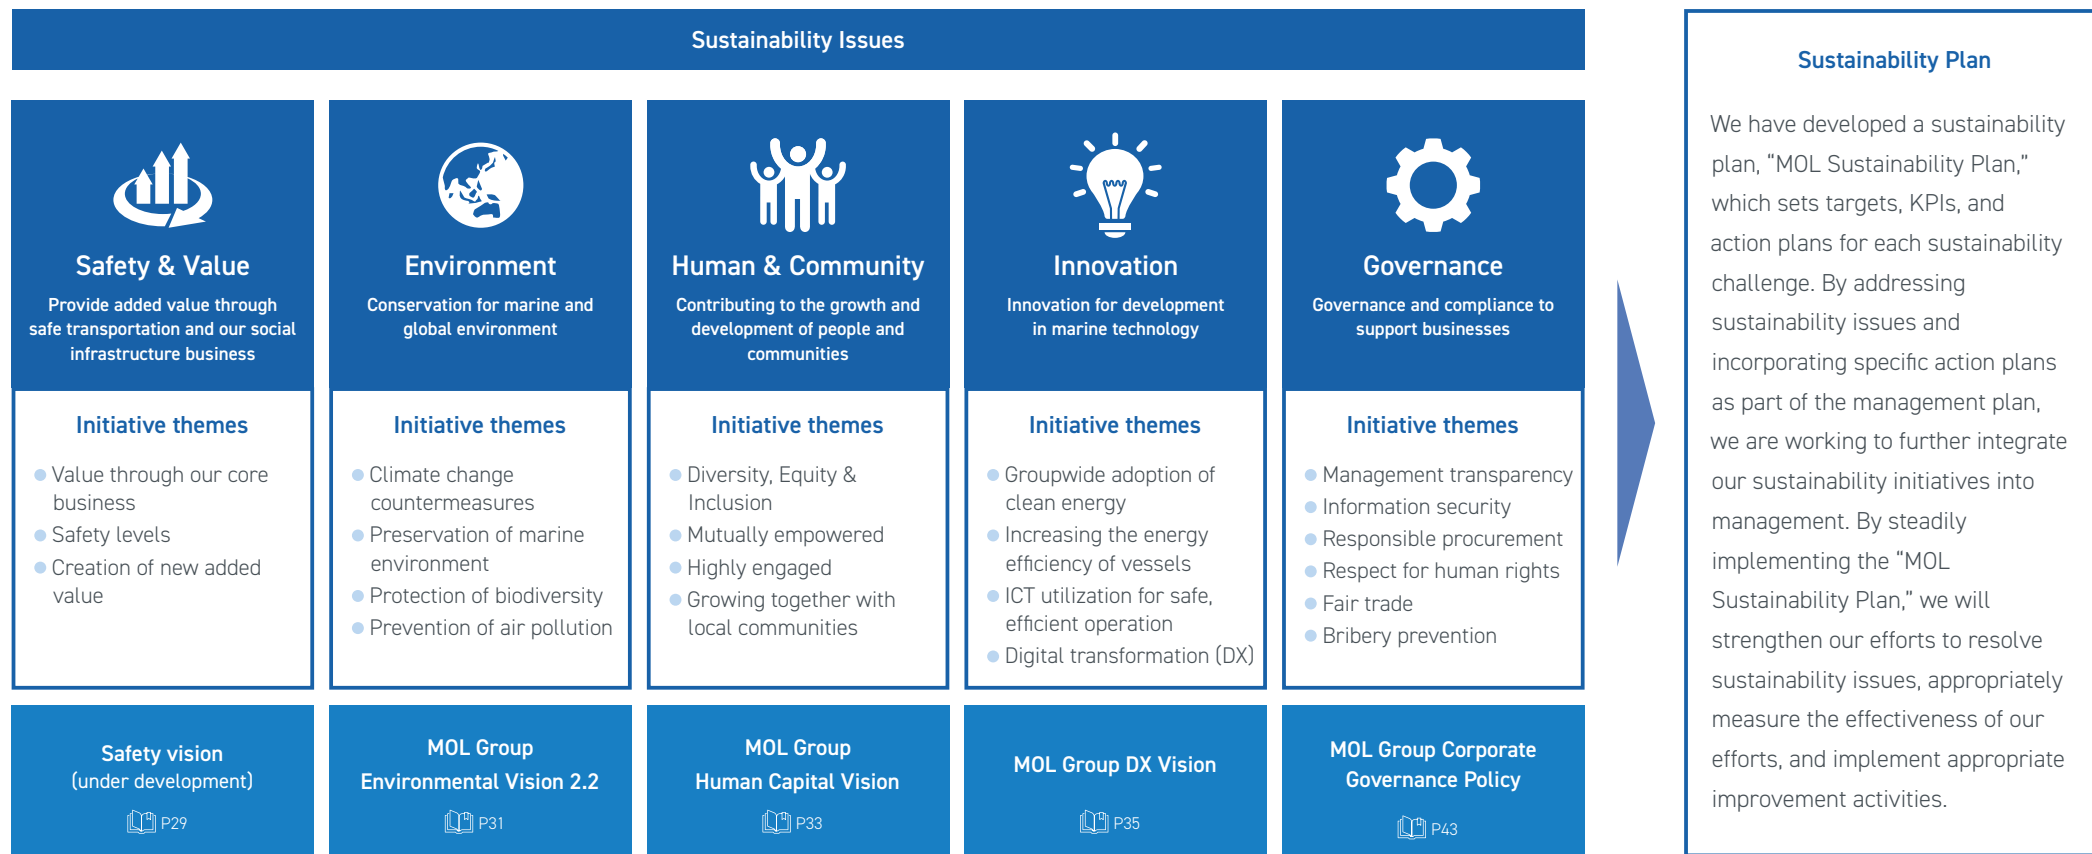 Sustainability Issues
Safety & Value
Provide added value through
safe transportation and our social
infrastructure business
Initiative themes
Value through our core
business
Safety levels
Creation of new added
value
Safety vision
(under development)
P29
Environment
Conservation for marine and
global environment
Initiative themes
Climate change
countermeasures
Preservation of marine
environment
Protection of biodiversity
Prevention of air pollution
MOL Group
Environmental Vision 2.2
P31
Human & Community
Contributing to the growth and
development of people and
communities
Initiative themes
Diversity, Equity &
Inclusion
Mutually empowered
Highly engaged
Growing together with
local communities
MOL Group
Human Capital Vision
P33
Innovation
Innovation for development
in marine technology
Initiative themes
Groupwide adoption of
clean energy
Increasing the energy
efficiency of vessels
ICT utilization for safe,
efficient operation
Digital transformation (DX)
MOL Group DX Vision
P35
Governance
Governance and compliance to
support businesses
Initiative themes
Management transparency
Information security
Responsible procurement
Respect for human rights
Fair trade
Bribery prevention
MOL Group Corporate
Governance Policy
P43
Sustainability Plan
We have developed a sustainability
plan, “MOL Sustainability Plan,”
which sets targets, KPIs, and
action plans for each sustainability
challenge. By addressing
sustainability issues and
incorporating specific action plans
as part of the management plan,
we are working to further integrate
our sustainability initiatives into
management. By steadily
implementing the “MOL
Sustainability Plan,” we will
strengthen our efforts to resolve
sustainability issues, appropriately
measure the effectiveness of our
efforts, and implement appropriate
improvement activities.